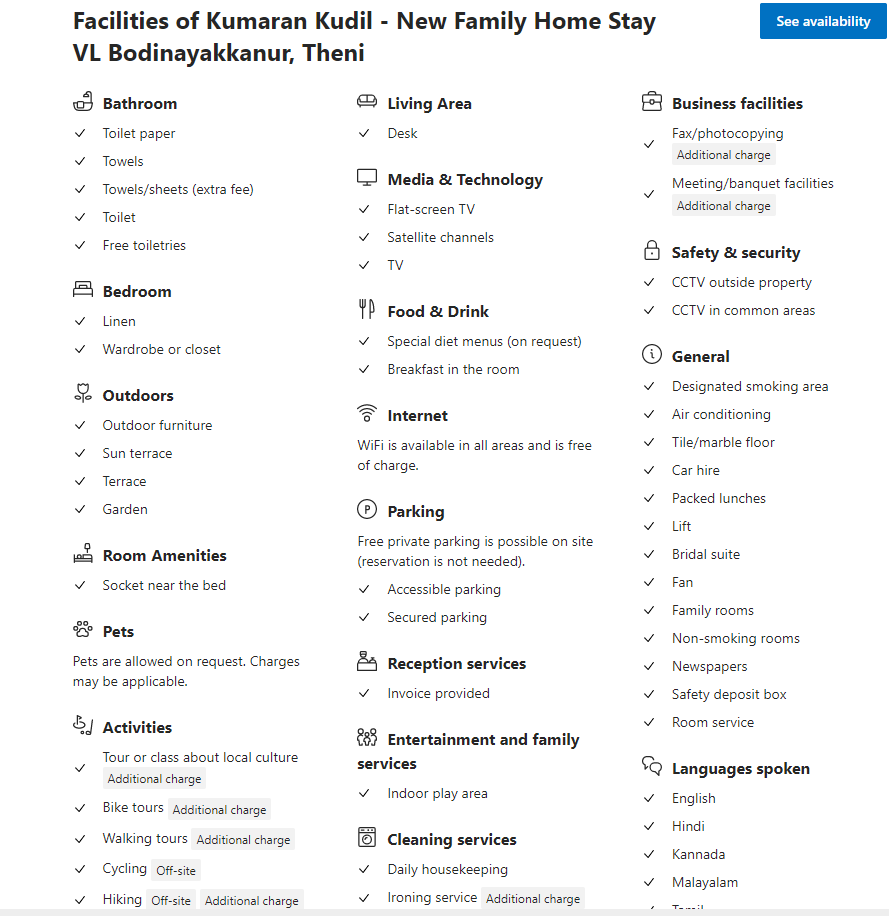 Facilities of Kumaran Kudil - New Family Home Stay
VL Bodinayakkanur, Theni
See availability
Bathroom
Toilet paper
Towels
Towels/sheets (extra fee)
Toilet
Free toiletries
Bedroom
Linen
Wardrobe or closet
Outdoors
Outdoor furniture
Sun terrace
Terrace
Garden
Room Amenities
Socket near the bed
Pets
Pets are allowed on request. Charges
may be applicable.
Activities
Tour or class about local culture
Additional charge
Bike tours Additional charge
Walking tours Additional charge
Cycling Off-site
Hiking Off-site Additional charge
Living Area
Desk
Media & Technology
Flat-screen TV
Satellite channels
TV
Food & Drink
Special diet menus (on request)
Breakfast in the room
Internet
WiFi is available in all areas and is free
of charge.
P Parking
Free private parking is possible on site
(reservation is not needed).
Accessible parking
Secured parking
Reception services
Invoice provided
Entertainment and family
services
Indoor play area
Cleaning services
Daily housekeeping
Ironing service Additional charge
Business facilities
Fax/photocopying
Additional charge
Meeting/banquet facilities
Additional charge
Safety & security
CCTV outside property
CCTV in common areas
General
Designated smoking area
Air conditioning
Tile/marble floor
Car hire
Packed lunches
Lift
Bridal suite
Fan
Family rooms
Non-smoking rooms
Newspapers
Safety deposit box
Room service
Languages spoken
English
Hindi
Kannada
Malayalam